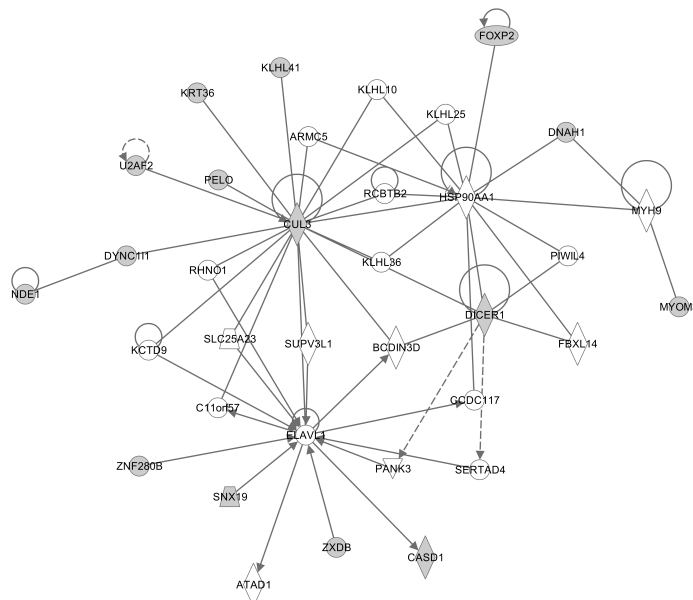 FOXP2
KLHL41
KRT36
KLHL10
KLHL25
ARMC5
DNAH1
U2AF2
PELO
RCBTB2
HSP90AA1
MYH9
CUL3
DYNC1I1
RHNO1
KLHL36
PIWIL4
NDE1
MYOM
DICER1
KCTD9
SLC25A23
SUPV3L1
BCDIN3D
FBXL14
C11orf57
CCDC117
ELAVL1
ZNF280B
PANK3
SERTAD4
SNX19
ZXDB
CASD1
ATAD1